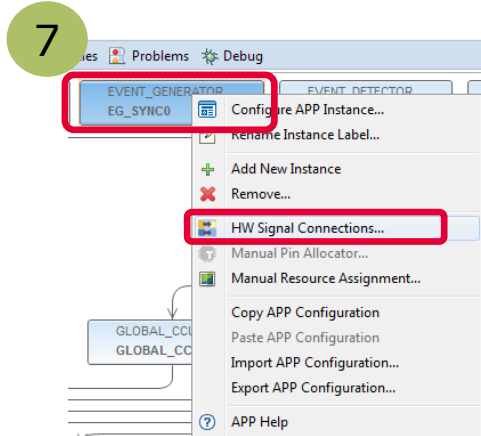 7
ies Problems Debug
EVENT_GENERATOR
EG_SYNC0
EVENT_DETECTOR
Configure APP Instance...
Rename Instance Label...
Add New Instance
Remove...
HW Signal Connections...
Manual Pin Allocator...
Manual Resource Assignment...
Copy APP Configuration
GLOBAL_CCU
Paste APP Configuration
GLOBAL_CC
Import APP Configuration...
Export APP Configuration...
APP Help